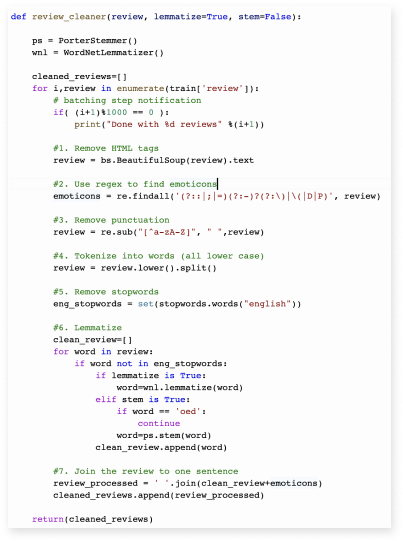 def review_cleaner(review, lemmatize=True, stem=False):
ps = PorterStemmer()
wnl = WordNetLemmatizer()
cleaned_reviews=[]
for i,review in enumerate(train['review']):
# batching step notification
if( (i+1)%1000 == 0 ):
print("Done with %d reviews" %(i+1))
#1. Remove HTML tags
review = bs.BeautifulSoup(review).text
#2. Use regex to find emoticons
emoticons = re.findall('(?::|;|=)(?:-)?(?:\)|\(|D|P)', review)
#3. Remove punctuation
review = re.sub("[^a-zA-Z]", " ",review)
#4. Tokenize into words (all lower case)
review = review.lower().split()
#5. Remove stopwords
eng_stopwords = set(stopwords.words("english"))
#6. Lemmatize
clean_review=[]
for word in review:
if word not in eng_stopwords:
if lemmatize is True:
word=wnl.lemmatize(word)
elif stem is True:
if word == 'oed':
continue
word=ps.stem(word)
clean_review.append(word)
#7. Join the review to one sentence
review_processed = ' '.join(clean_review+emoticons)
cleaned_reviews.append(review_processed)
return(cleaned_reviews)